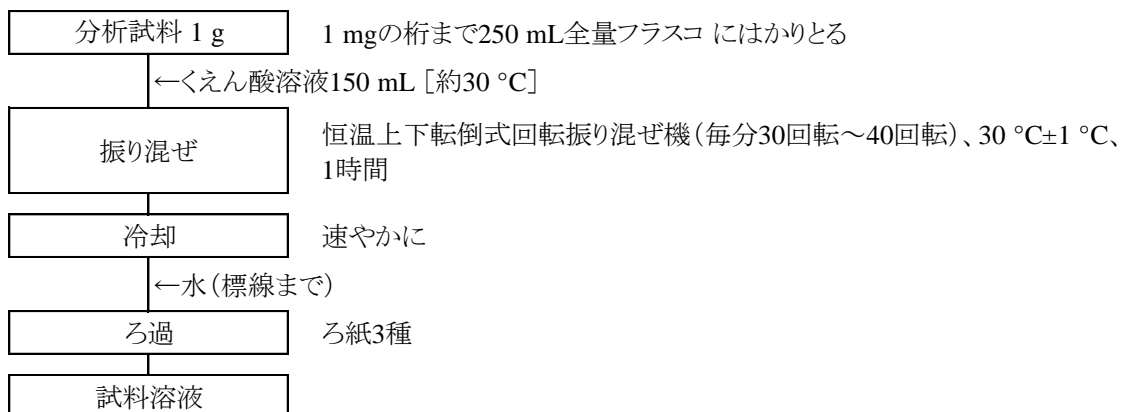 分析試料 1 g 1 mgの桁まで250 mL全量フラスコ にはかりとる
←くえん酸溶液150 mL [約30 °C]
振り混ぜ 恒温上下転倒式回転振り混ぜ機(毎分30回転～40回転)、30 °C±1 °C、
1時間
冷却 速やかに
←水(標線まで)
ろ過 ろ紙3種
試料溶液